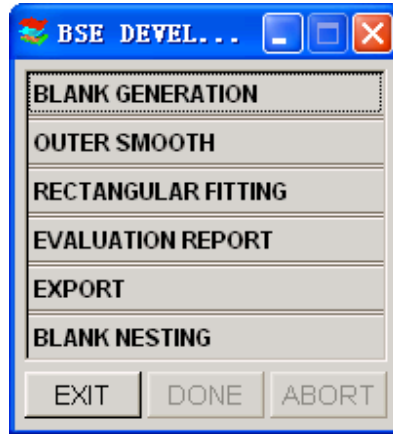 BSE DEVEL...
BLANK GENERATION
OUTER SMOOTH
RECTANGULAR FITTING
EVALUATION REPORT
EXPORT
BLANK NESTING
EXIT DONE ABORT